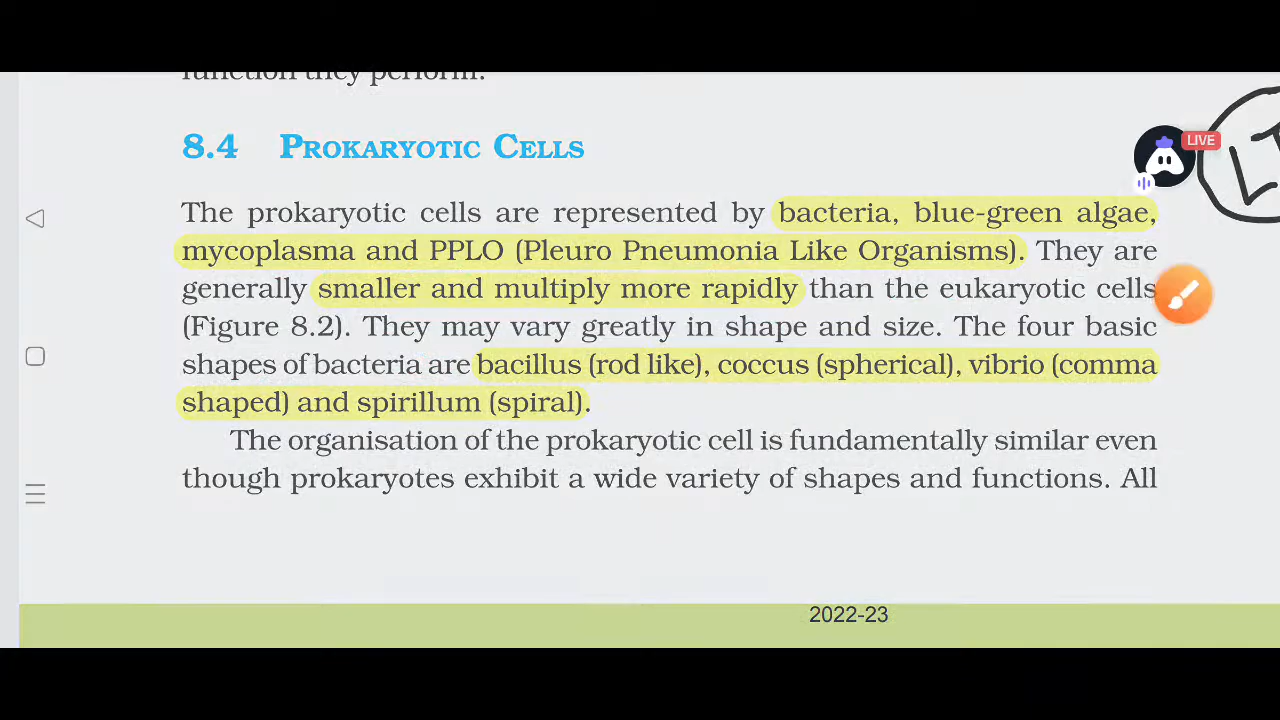 function they perform.
8.4 PROKARYOTIC CELLS
LIVE
The prokaryotic cells are represented by bacteria, blue-green algae,
mycoplasma and PPLO (Pleuro Pneumonia Like Organisms). They are
generally smaller and multiply more rapidly than the eukaryotic cells
(Figure 8.2). They may vary greatly in shape and size. The four basic
shapes of bacteria are bacillus (rod like), coccus (spherical), vibrio (comma
shaped) and spirillum (spiral).
The organisation of the prokaryotic cell is fundamentally similar even
though prokaryotes exhibit a wide variety of shapes and functions. All
2022-23